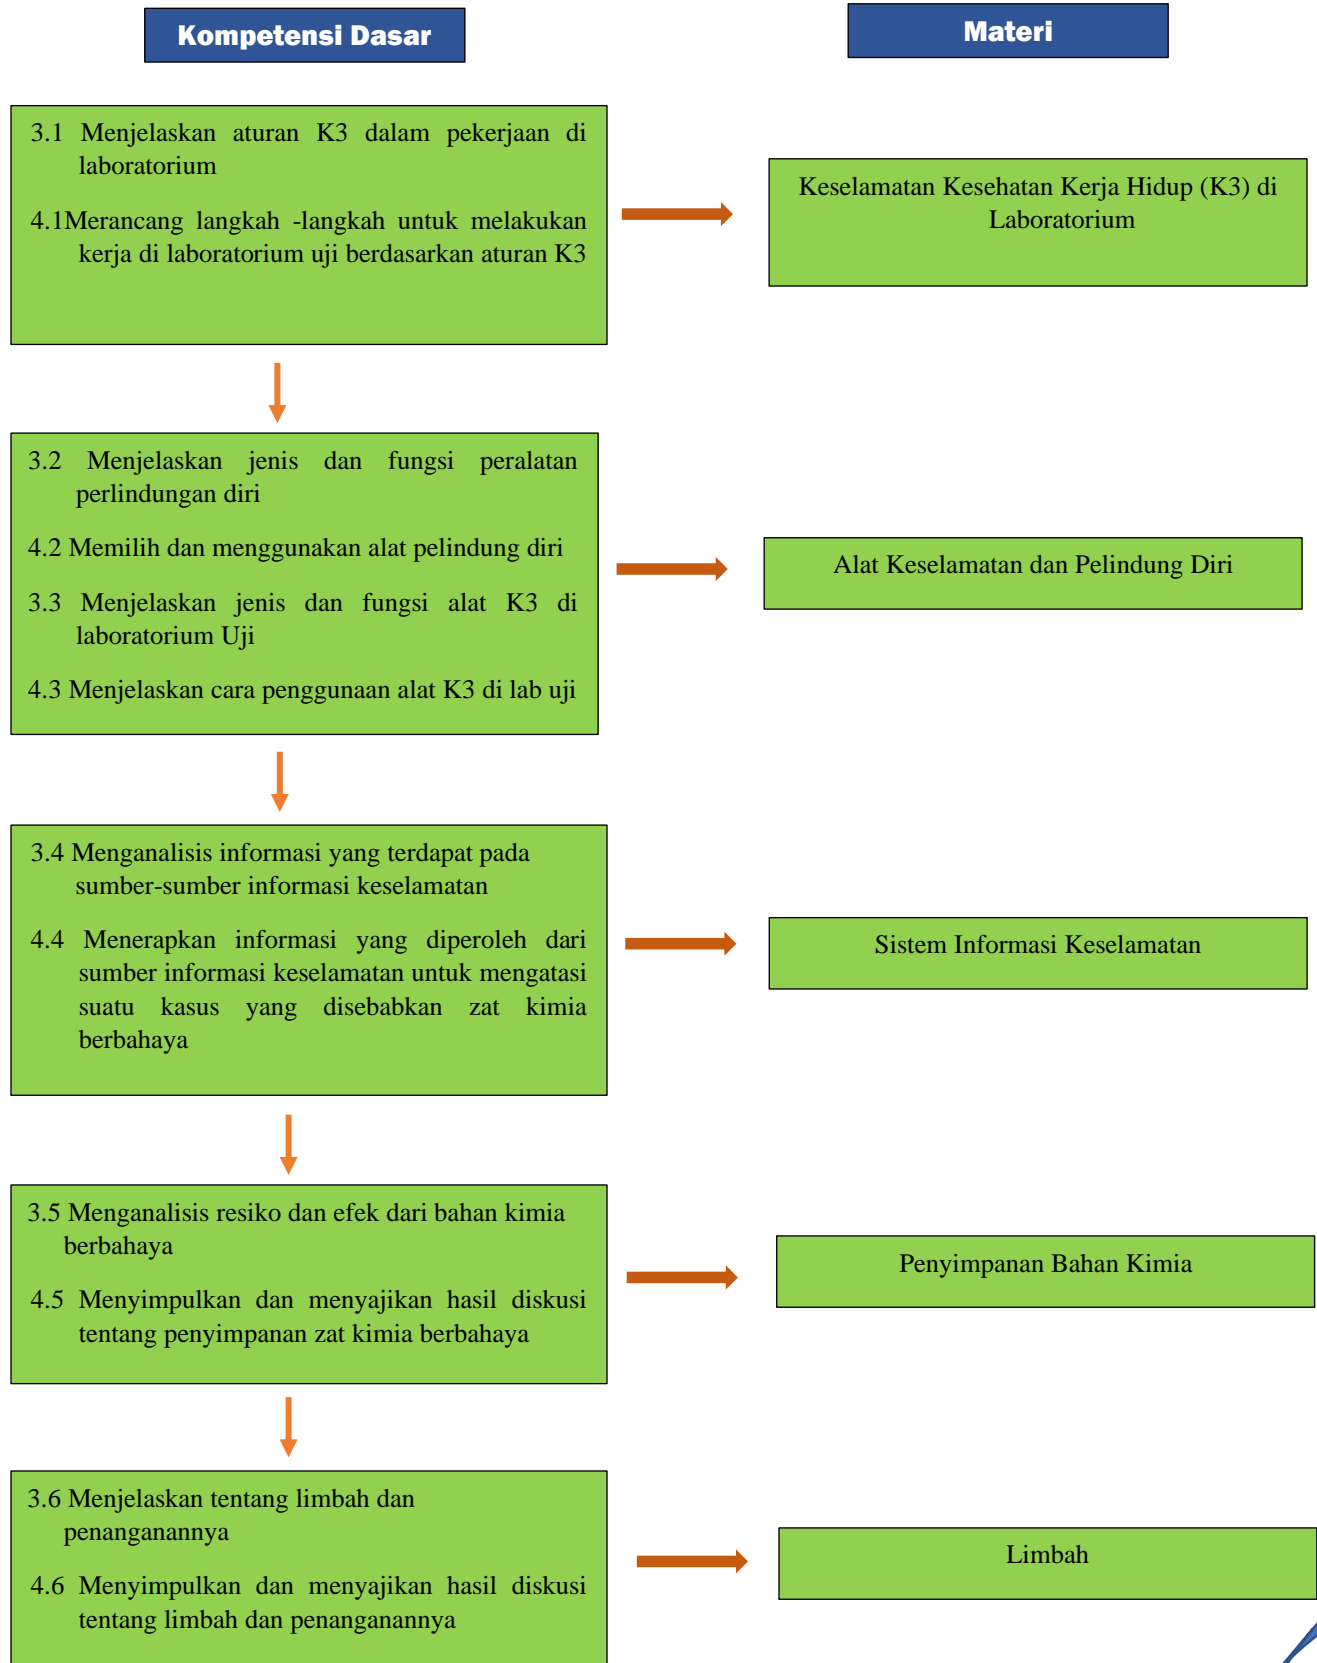 Kompetensi Dasar
Materi
3.1 Menjelaskan aturan K3 dalam pekerjaan di
laboratorium
4.1Merancang langkah -langkah untuk melakukan
kerja di laboratorium uji berdasarkan aturan K3
Keselamatan Kesehatan Kerja Hidup (K3) di
Laboratorium
3.2 Menjelaskan jenis dan fungsi peralatan
perlindungan diri
4.2 Memilih dan menggunakan alat pelindung diri
3.3 Menjelaskan jenis dan fungsi alat K3 di
laboratorium Uji
4.3 Menjelaskan cara penggunaan alat K3 di lab uji
Alat Keselamatan dan Pelindung Diri
3.4 Menganalisis informasi yang terdapat pada
sumber-sumber informasi keselamatan
4.4 Menerapkan informasi yang diperoleh dari
sumber informasi keselamatan untuk mengatasi
suatu kasus yang disebabkan zat kimia
berbahaya
Sistem Informasi Keselamatan
3.5 Menganalisis resiko dan efek dari bahan kimia
berbahaya
4.5 Menyimpulkan dan menyajikan hasil diskusi
tentang penyimpanan zat kimia berbahaya
Penyimpanan Bahan Kimia
3.6 Menjelaskan tentang limbah dan
penanganannya
4.6 Menyimpulkan dan menyajikan hasil diskusi
tentang limbah dan penanganannya
Limbah